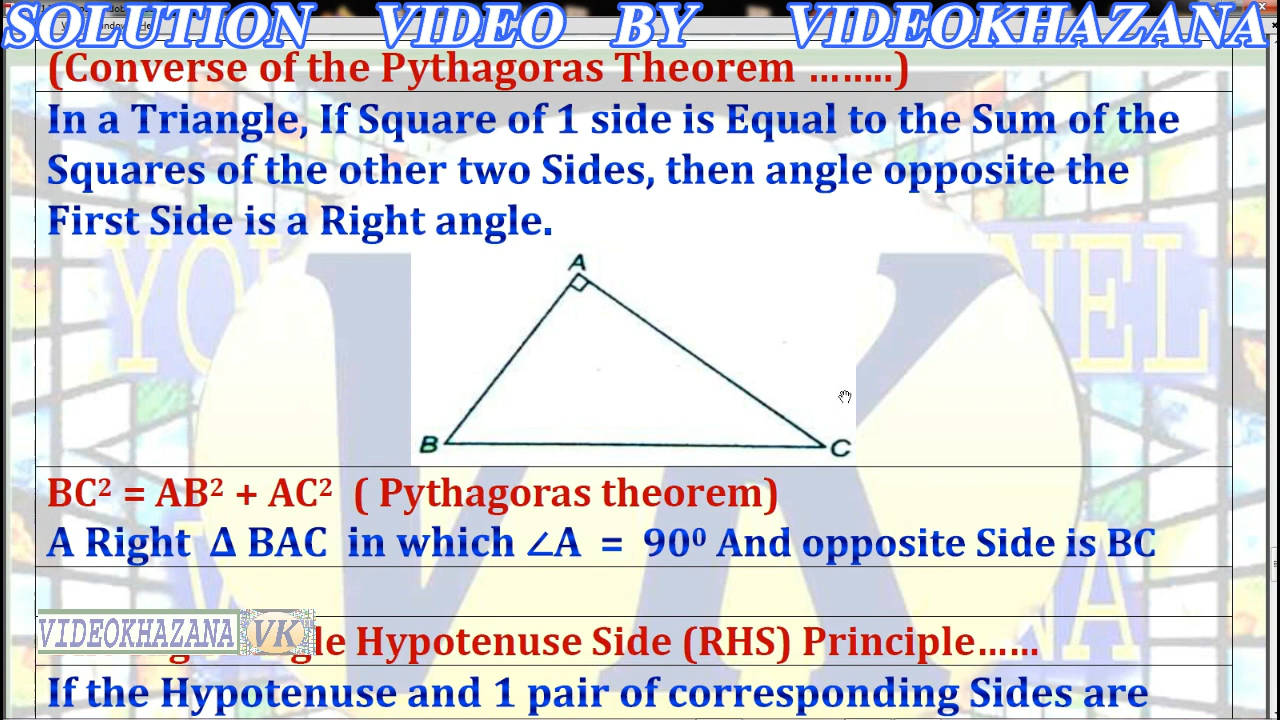 SOLUTION VIDEO BY VIDEOKHAZANA
(Converse of the Pythagoras Theorem ........)
In a Triangle, If Square of 1 side is Equal to the Sum of the
Squares of the other two Sides, then angle opposite the
First Side is a Right angle.
A
B
C
BC² = AB² + AC² ( Pythagoras theorem)
A Right Δ BAC in which ∠A = 90⁰ And opposite Side is BC
VIDEOKHAZANA VK
Hypotenuse Side (RHS) Principle......
If the Hypotenuse and 1 pair of corresponding Sides are